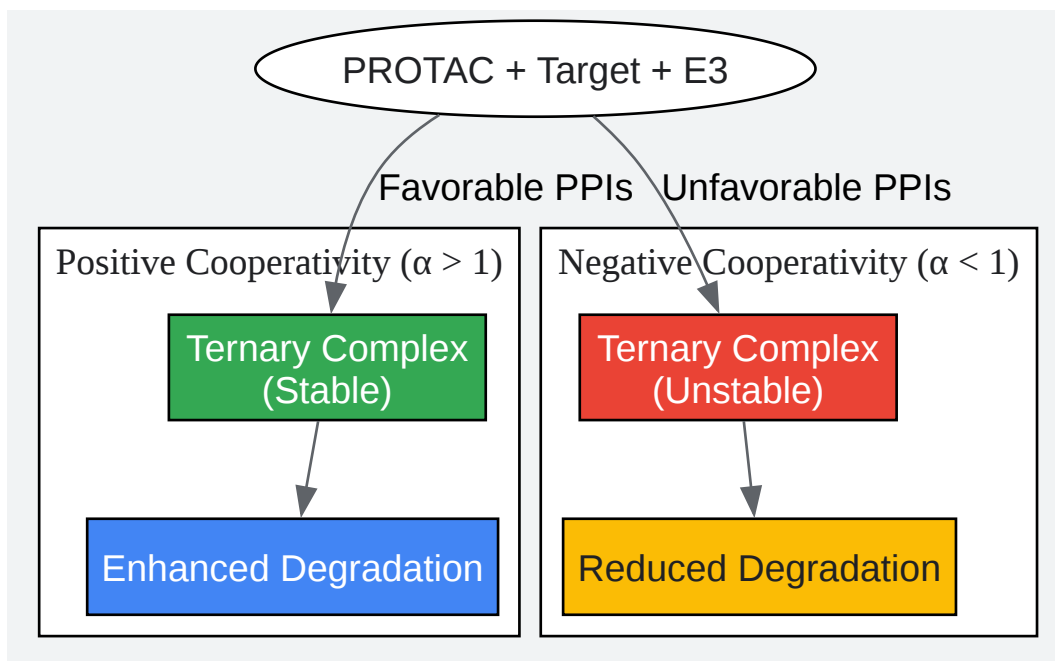 PROTAC + Target + E3
Favorable PPIs
Unfavorable PPIs
Positive Cooperativity (α > 1)
Negative Cooperativity (α < 1)
Ternary Complex
(Stable)
Ternary Complex
(Unstable)
Enhanced Degradation
Reduced Degradation